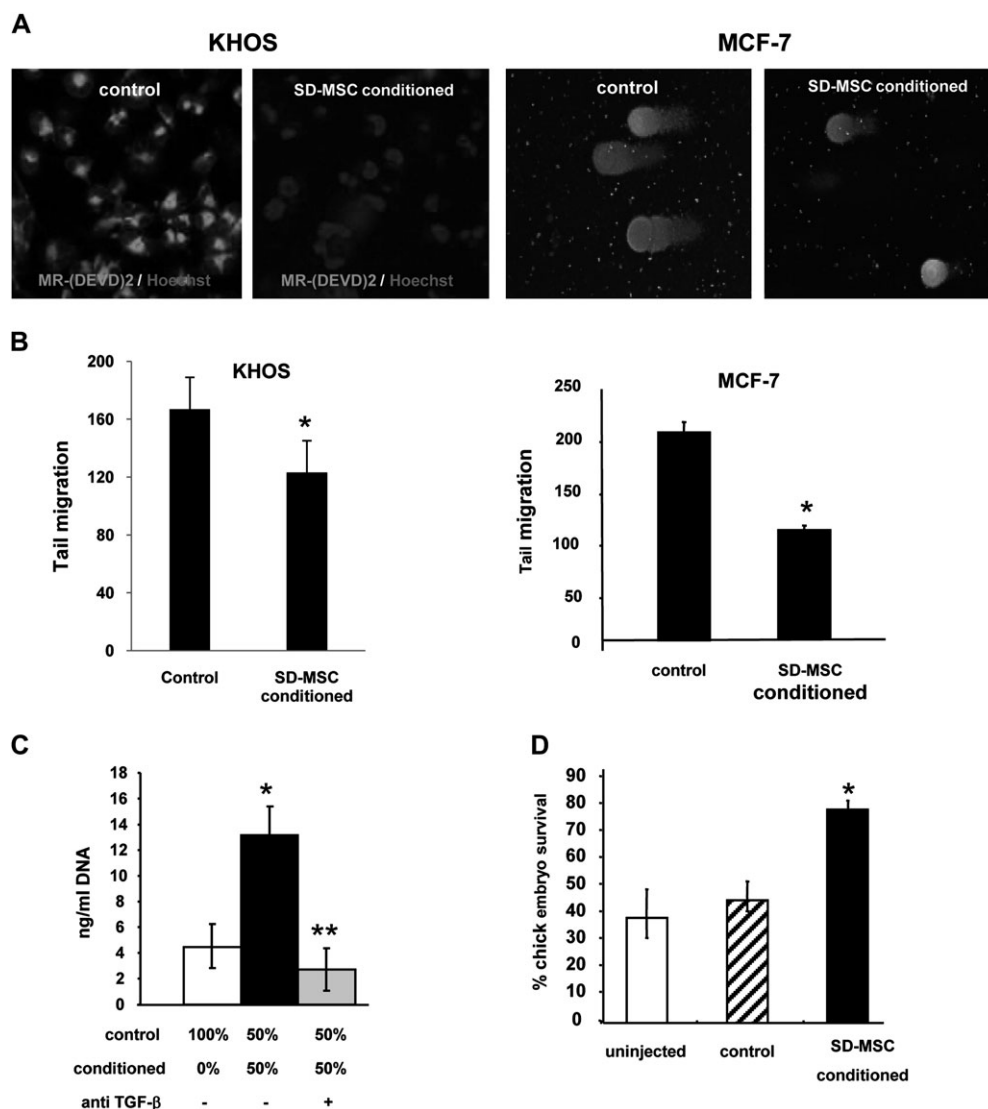 A
KHOS
MCF-7
control
SD-MSC conditioned
control
SD-MSC conditioned
MR-(DEVD)2 / Hoechst
MR-(DEVD)2 / Hoechst
B
KHOS
Tail migration
200
160
120
80
40
0
*
Control
SD-MSC
conditioned
MCF-7
Tail migration
250
200
150
100
50
0
*
control
SD-MSC
conditioned
C
ng/ml DNA
18
16
14
12
10
8
6
4
2
0
*
**
control 100% 50% 50%
conditioned 0% 50% 50%
anti TGF-β - - +
D
% chick embryo survival
90
80
70
60
50
40
30
20
10
0
*
uninjected
control
SD-MSC
conditioned